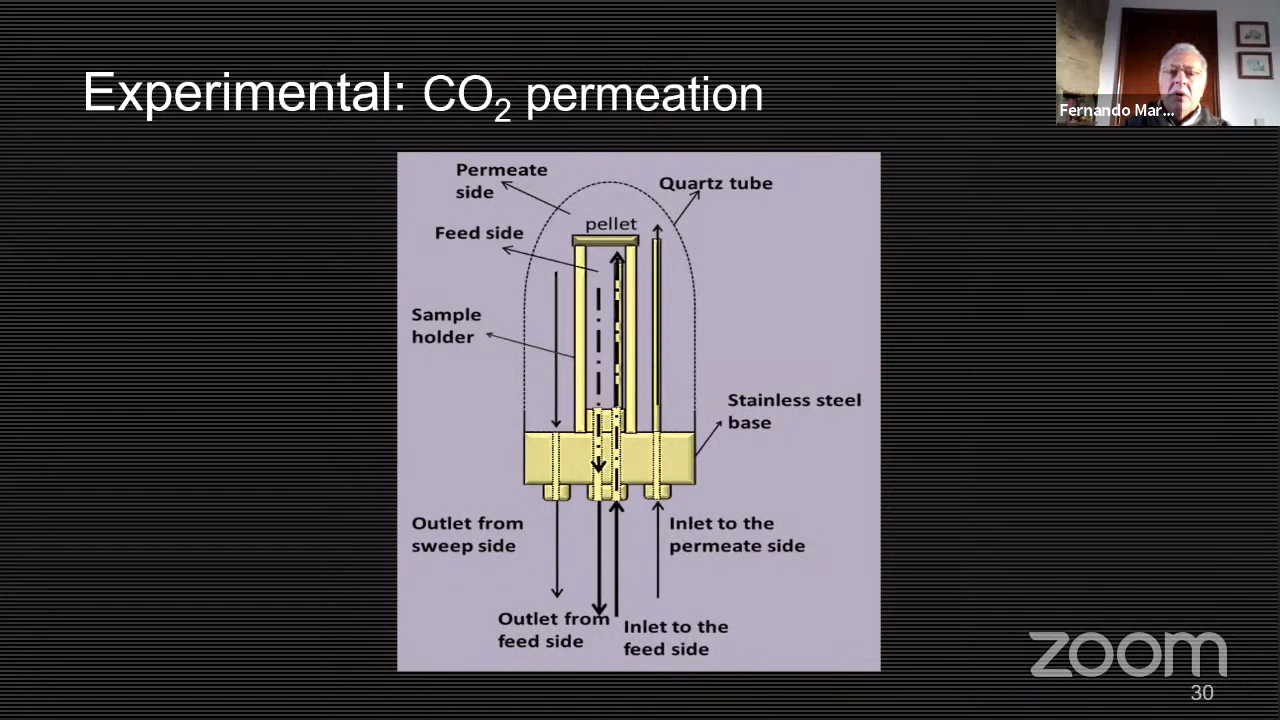 Experimental: CO₂ permeation
Fernando Mar...
Permeate
side
Quartz tube
pellet
Feed side
Sample
holder
Stainless steel
base
Outlet from
sweep side
Inlet to the
permeate side
Outlet from
feed side
Inlet to the
feed side
zoom
30